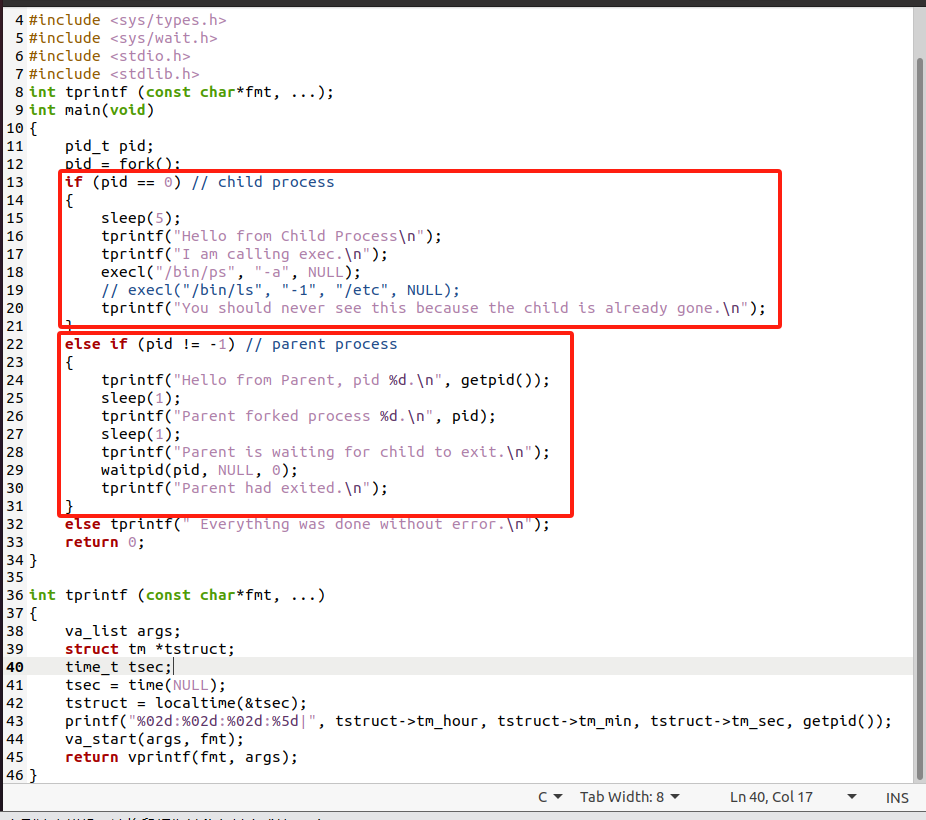 4 #include <sys/types.h>
5 #include <sys/wait.h>
6 #include <stdio.h>
7 #include <stdlib.h>
8 int tprintf (const char*fmt, ...);
9 int main(void)
10 {
11     pid_t pid;
12     pid = fork();
13     if (pid == 0) // child process
14     {
15         sleep(5);
16         tprintf("Hello from Child Process\n");
17         tprintf("I am calling exec.\n");
18         execl("/bin/ps", "-a", NULL);
19         // execl("/bin/ls", "-1", "/etc", NULL);
20         tprintf("You should never see this because the child is already gone.\n");
21     }
22     else if (pid != -1) // parent process
23     {
24         tprintf("Hello from Parent, pid %d.\n", getpid());
25         sleep(1);
26         tprintf("Parent forked process %d.\n", pid);
27         sleep(1);
28         tprintf("Parent is waiting for child to exit.\n");
29         waitpid(pid, NULL, 0);
30         tprintf("Parent had exited.\n");
31     }
32     else tprintf(" Everything was done without error.\n");
33     return 0;
34 }
35
36 int tprintf (const char*fmt, ...)
37 {
38     va_list args;
39     struct tm *tstruct;
40     time_t tsec;
41     tsec = time(NULL);
42     tstruct = localtime(&tsec);
43     printf("%02d:%02d:%02d:%5d|", tstruct->tm_hour, tstruct->tm_min, tstruct->tm_sec, getpid());
44     va_start(args, fmt);
45     return vprintf(fmt, args);
46 }
C Tab Width: 8 Ln 40, Col 17 INS